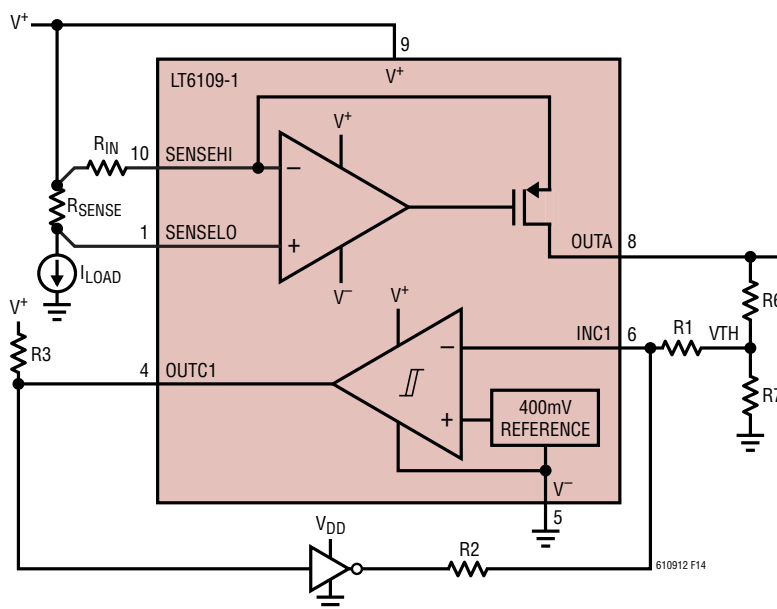 V+
9
V+
LT6109-1
RIN
10
SENSEHI
V+
−
RSENSE
1
SENSELO
+
OUTA
8
ILOAD
V−
V+
V+
R6
INC1
6
R1
VTH
R3
−
4
OUTC1
400mV
REFERENCE
+
R7
V−
5
VDD
R2
610912 F14